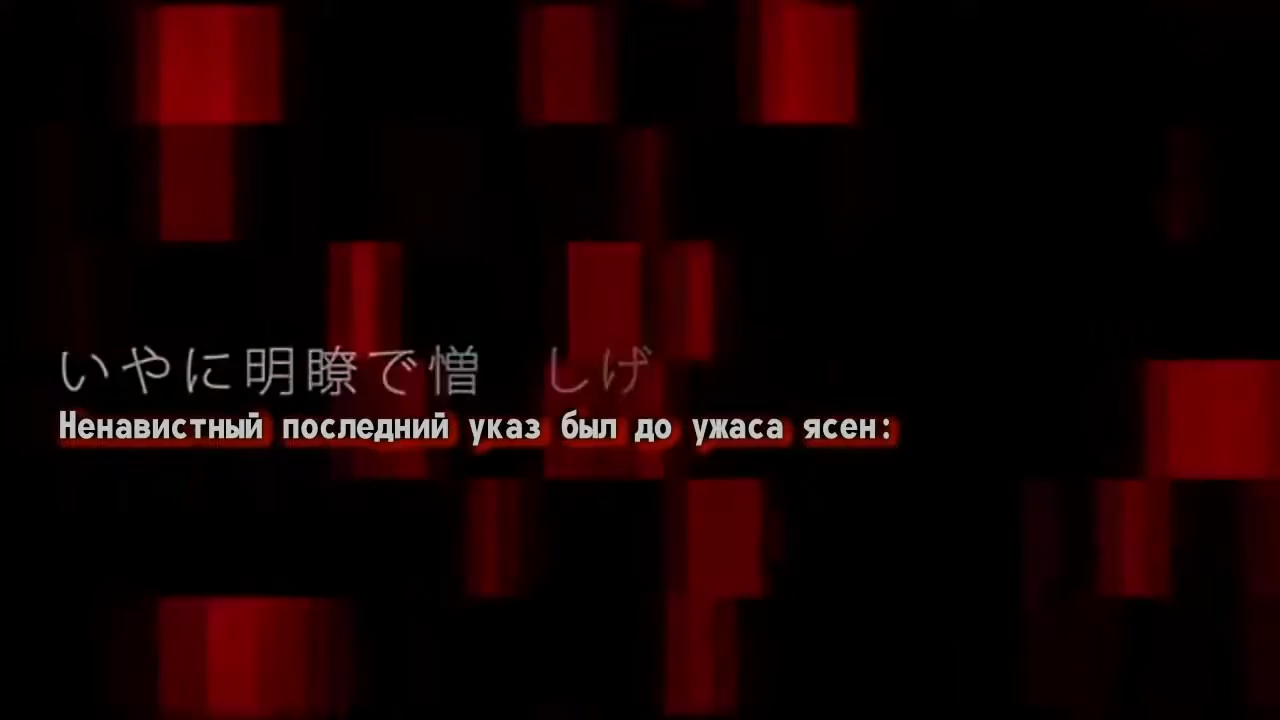 いやに明瞭で憎 しげ
Ненавистный последний указ был до ужаса ясен: